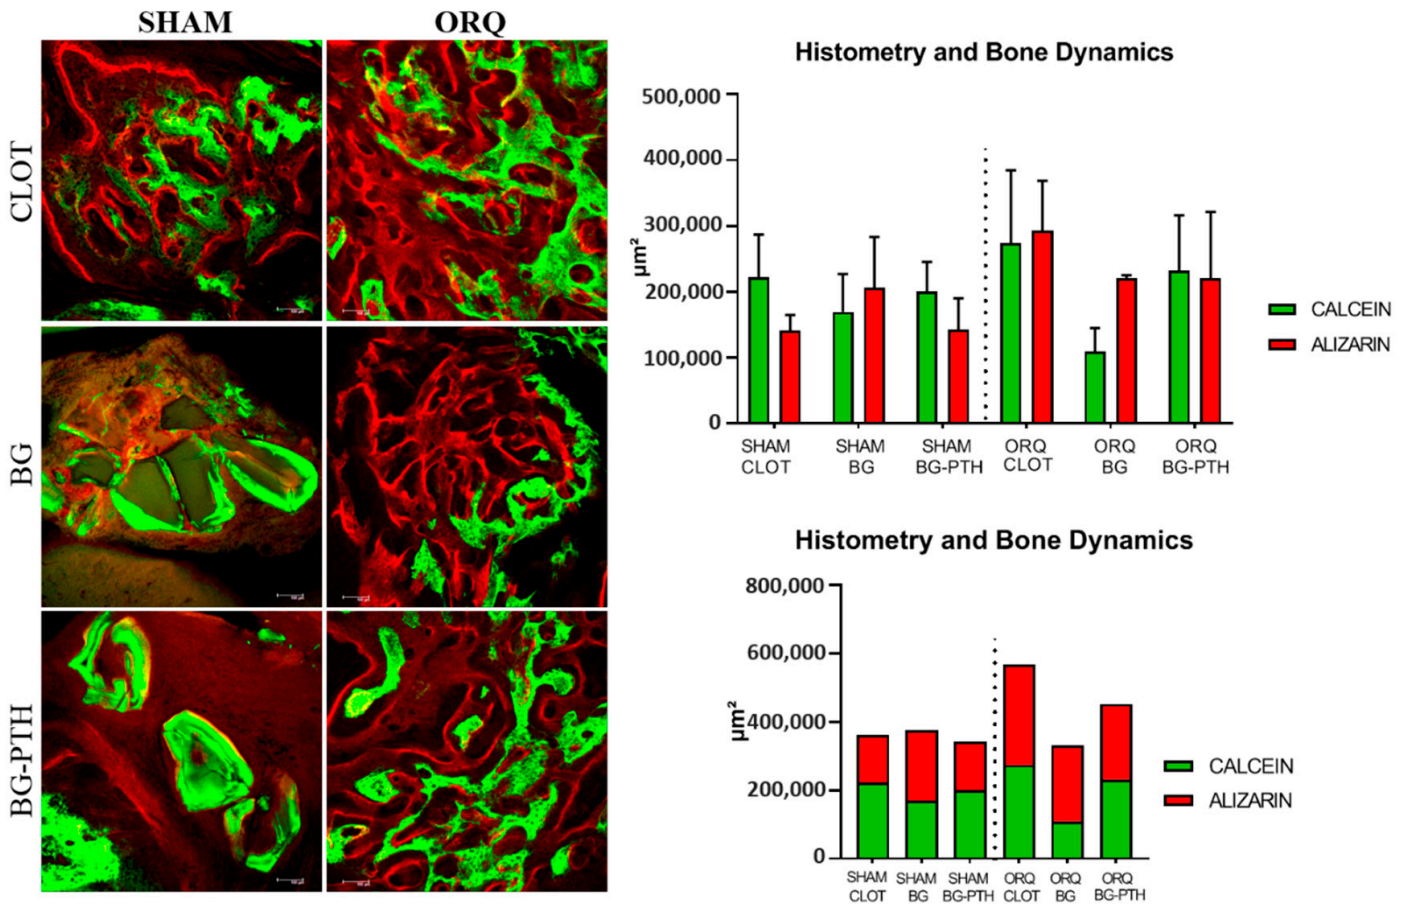 SHAM
ORQ
CLOT
BG
BG-PTH
Histometry and Bone Dynamics
500,000
400,000
300,000
200,000
100,000
0
µm²
SHAM
CLOT
SHAM
BG
SHAM
BG-PTH
ORQ
CLOT
ORQ
BG
ORQ
BG-PTH
CALCEIN
ALIZARIN
Histometry and Bone Dynamics
800,000
600,000
400,000
200,000
0
µm²
SHAM
CLOT
SHAM
BG
SHAM
BG-PTH
ORQ
CLOT
ORQ
BG
ORQ
BG-PTH
CALCEIN
ALIZARIN